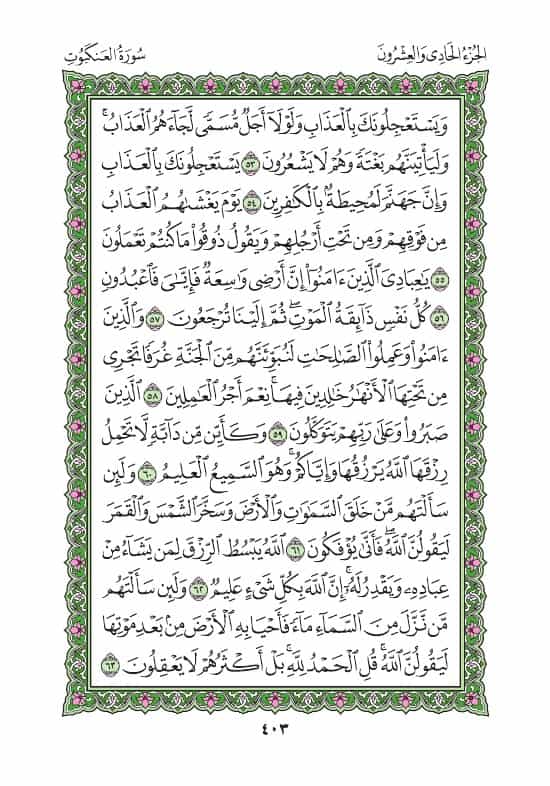 الجُزْءُ الحَادِي وَالعِشْرُونَ
سُورَةُ العَنكَبُوتِ
وَيَسْتَعْجِلُونَكَ بِٱلْعَذَابِ وَلَوْلَآ أَجَلٌ مُّسَمًّى لَّجَآءَهُمُ ٱلْعَذَابُۚ
وَلَيَأْتِيَنَّهُم بَغْتَةً وَهُمْ لَا يَشْعُرُونَ ٥٣ يَسْتَعْجِلُونَكَ بِٱلْعَذَابِ
وَإِنَّ جَهَنَّمَ لَمُحِيطَةٌۢ بِٱلْكَٰفِرِينَ ٥٤ يَوْمَ يَغْشَىٰهُمُ ٱلْعَذَابُ
مِن فَوْقِهِمْ وَمِن تَحْتِ أَرْجُلِهِمْ وَيَقُولُ ذُوقُوا۟ مَا كُنتُمْ تَعْمَلُونَ
٥٥ يَٰعِبَادِىَ ٱلَّذِينَ ءَامَنُوٓا۟ إِنَّ أَرْضِى وَٰسِعَةٌ فَإِيَّٰىَ فَٱعْبُدُونِ
٥٦ كُلُّ نَفْسٍ ذَآئِقَةُ ٱلْمَوْتِۖ ثُمَّ إِلَيْنَا تُرْجَعُونَ ٥٧ وَٱلَّذِينَ
ءَامَنُوا۟ وَعَمِلُوا۟ ٱلصَّٰلِحَٰتِ لَنُبَوِّئَنَّهُم مِّنَ ٱلْجَنَّةِ غُرَفًا تَجْرِى
مِن تَحْتِهَا ٱلْأَنْهَٰرُ خَٰلِدِينَ فِيهَاۚ نِعْمَ أَجْرُ ٱلْعَٰمِلِينَ ٥٨ ٱلَّذِينَ
صَبَرُوا۟ وَعَلَىٰ رَبِّهِمْ يَتَوَكَّلُونَ ٥٩ وَكَأَيِّن مِّن دَآبَّةٍ لَّا تَحْمِلُ
رِزْقَهَا ٱللَّهُ يَرْزُقُهَا وَإِيَّاكُمْۚ وَهُوَ ٱلسَّمِيعُ ٱلْعَلِيمُ ٦٠ وَلَئِن
سَأَلْتَهُم مَّنْ خَلَقَ ٱلسَّمَٰوَٰتِ وَٱلْأَرْضَ وَسَخَّرَ ٱلشَّمْسَ وَٱلْقَمَرَ
لَيَقُولُنَّ ٱللَّهُۖ فَأَنَّىٰ يُؤْفَكُونَ ٦١ ٱللَّهُ يَبْسُطُ ٱلرِّزْقَ لِمَن يَشَآءُ مِنْ
عِبَادِهِۦ وَيَقْدِرُ لَهُۥٓۚ إِنَّ ٱللَّهَ بِكُلِّ شَىْءٍ عَلِيمٌ ٦٢ وَلَئِن سَأَلْتَهُم
مَّن نَّزَّلَ مِنَ ٱلسَّمَآءِ مَآءً فَأَحْيَا بِهِ ٱلْأَرْضَ مِنۢ بَعْدِ مَوْتِهَا
لَيَقُولُنَّ ٱللَّهُۚ قُلِ ٱلْحَمْدُ لِلَّهِۚ بَلْ أَكْثَرُهُمْ لَا يَعْقِلُونَ ٦٣
٤٠٣